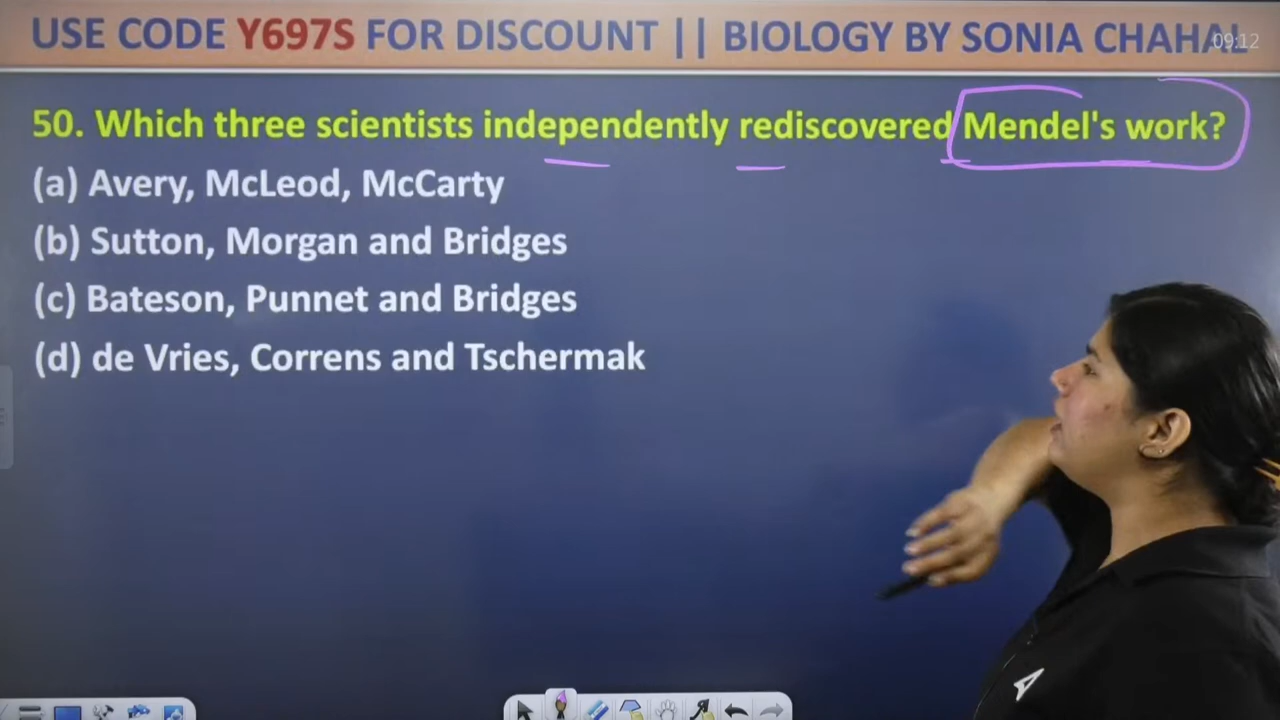 USE CODE Y697S FOR DISCOUNT || BIOLOGY BY SONIA CHAHAL
09:12
50. Which three scientists independently rediscovered Mendel's work?
(a) Avery, McLeod, McCarty
(b) Sutton, Morgan and Bridges
(c) Bateson, Punnet and Bridges
(d) de Vries, Correns and Tschermak